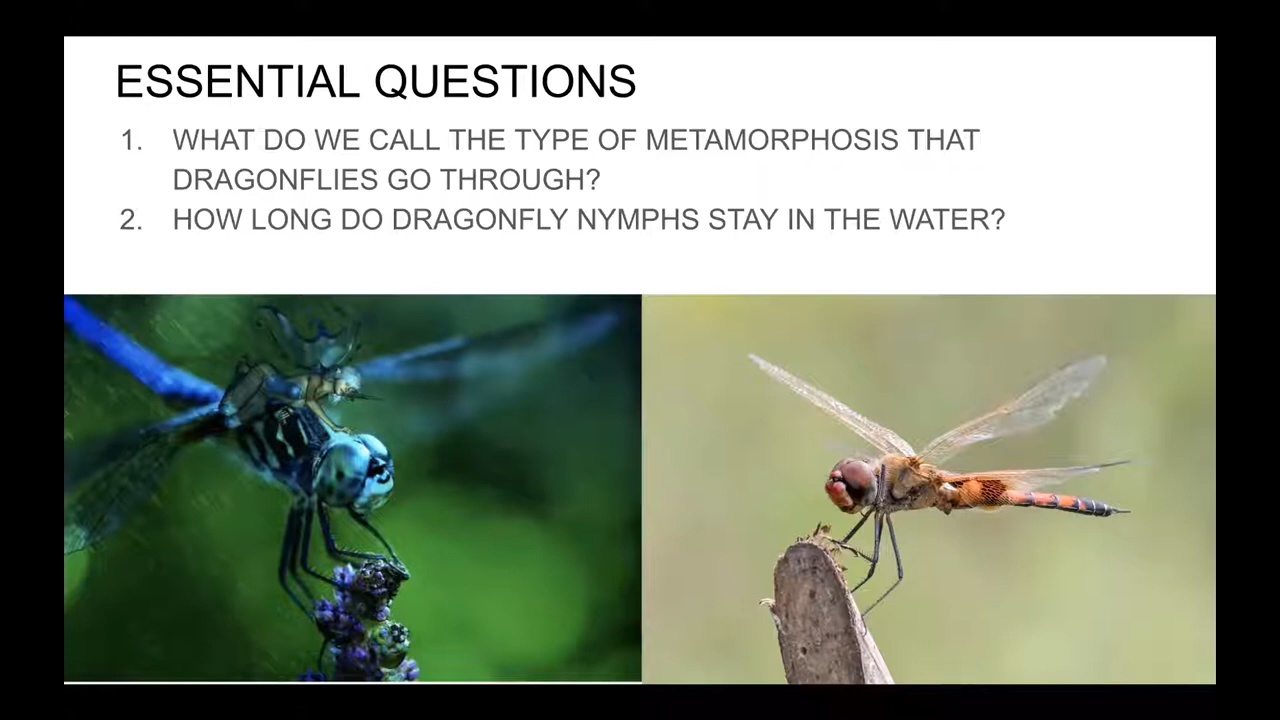 ESSENTIAL QUESTIONS
1. WHAT DO WE CALL THE TYPE OF METAMORPHOSIS THAT
DRAGONFLIES GO THROUGH?
2. HOW LONG DO DRAGONFLY NYMPHS STAY IN THE WATER?